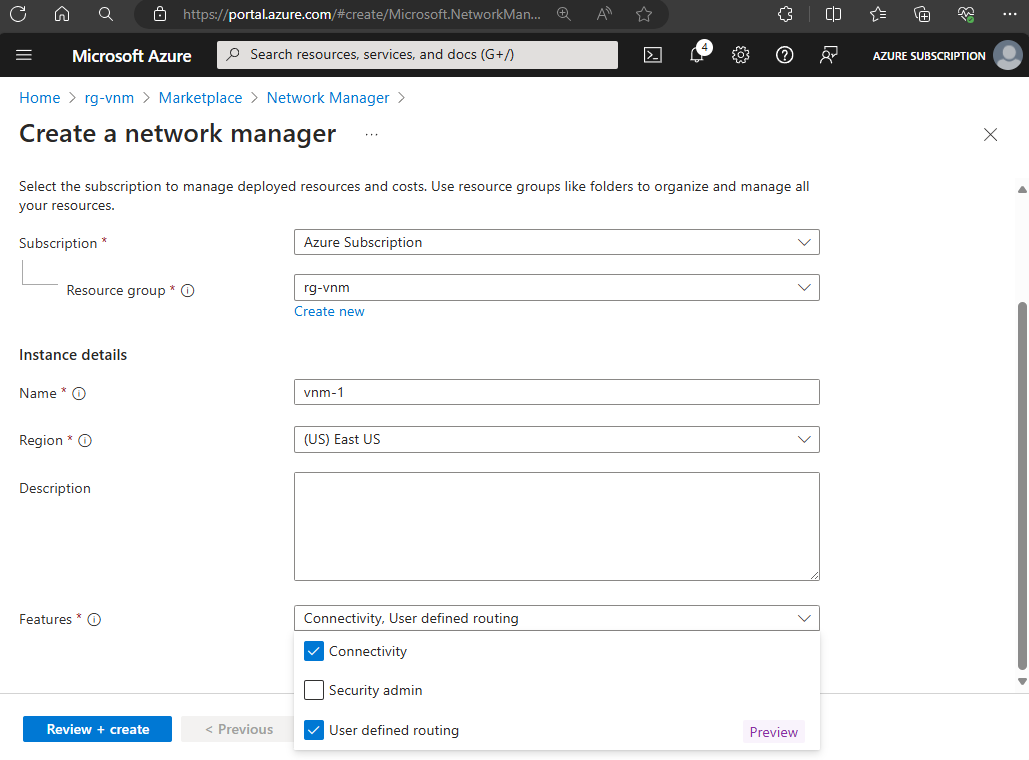 https://portal.azure.com/#create/Microsoft.NetworkMan...
Microsoft Azure
Search resources, services, and docs (G+/)
4
AZURE SUBSCRIPTION
Home > rg-vnm > Marketplace > Network Manager >
Create a network manager ...
Select the subscription to manage deployed resources and costs. Use resource groups like folders to organize and manage all
your resources.
Subscription *
Azure Subscription
Resource group *
rg-vnm
Create new
Instance details
Name *
vnm-1
Region *
(US) East US
Description
Features *
Connectivity, User defined routing
Connectivity
Security admin
User defined routing
Preview
Review + create
< Previous